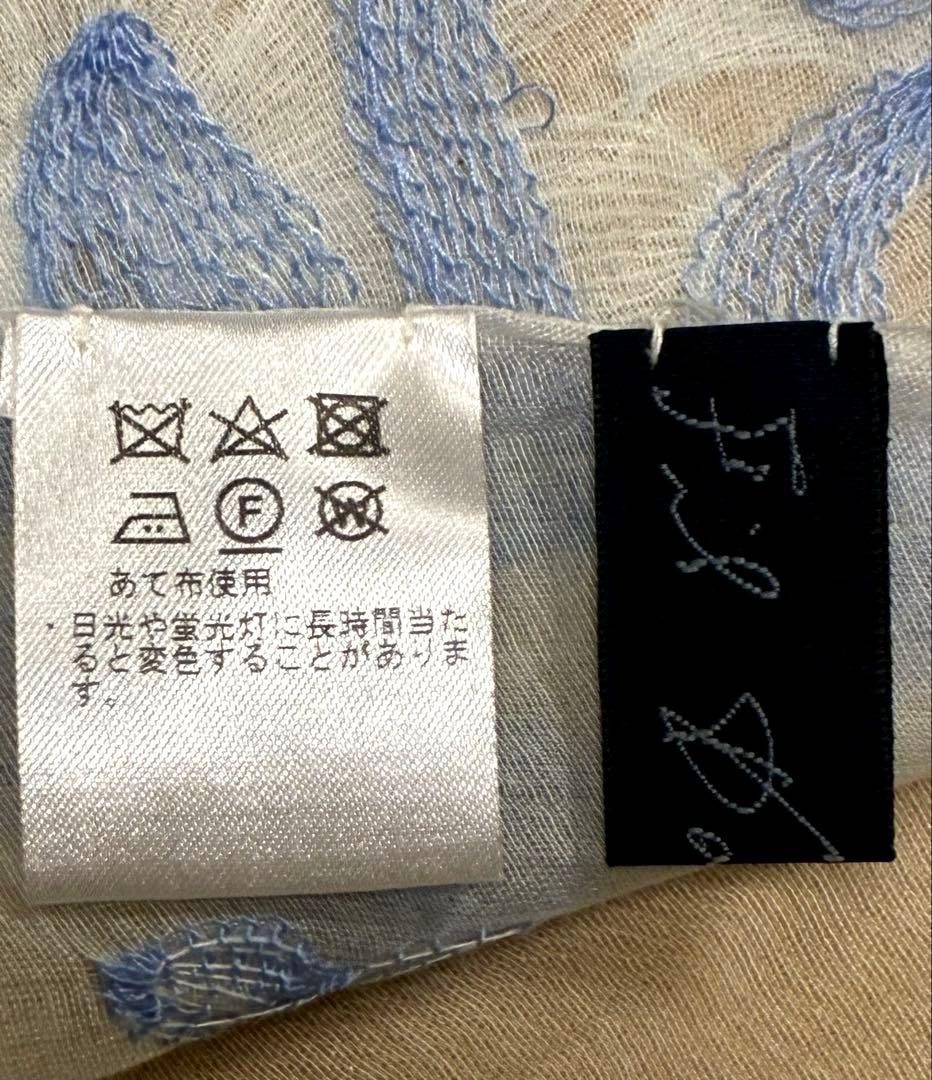 F
W
あて布使用
・日光や蛍光灯に長時間当た
ると変色することがありま
す。